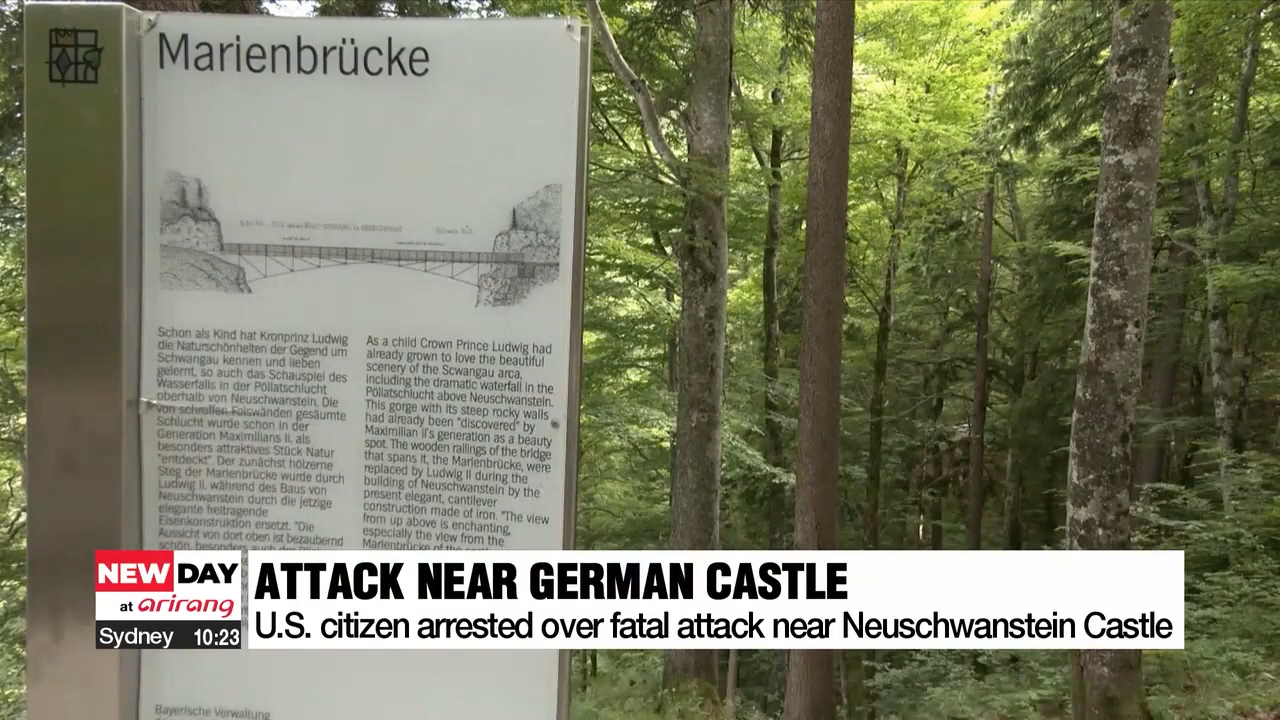 Marienbrücke
Schon als Kind hat Kronprinz Ludwig
die Naturschönheiten der Gegend um
Schwangau kennen und lieben
gelernt, so auch das Schauspiel des
Wasserfalls in der Pöllatschlucht
oberhalb von Neuschwanstein. Die
von schroffen Felswänden gesäumte
Schlucht wurde schon in der
Generation Maximilians II. als
besonders attraktives Stück Natur
"entdeckt". Der zunächst hölzerne
Steg der Marienbrücke wurde durch
Ludwig II. während des Baus von
Neuschwanstein durch die jetzige
elegante freitragende
Eisenkonstruktion ersetzt. "Die
Aussicht von dort oben ist bezaubernd
schön, besonders auch der
As a child Crown Prince Ludwig had
already grown to love the beautiful
scenery of the Scwangau arca,
including the dramatic waterfall in the
Pöllatschlucht above Neuschwanstein.
This gorge with its steep rocky walls
had already been "discovered" by
Maximilian II's generation as a beauty
spot. The wooden railings of the bridge
that spans it, the Marienbrücke, were
replaced by Ludwig II during the
building of Neuschwanstein by the
present elegant, cantilever
construction made of iron. "The view
from up above is enchanting,
especially the view from the
Marienbrücke of the
NEW DAY
at arirang
Sydney 10:23
ATTACK NEAR GERMAN CASTLE
U.S. citizen arrested over fatal attack near Neuschwanstein Castle
Bayerische Verwaltung